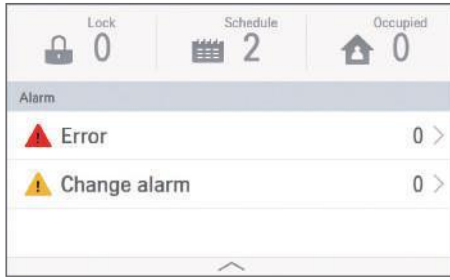 Lock Schedule Occupied
0 2 0
Alarm
Error 0
Change alarm 0